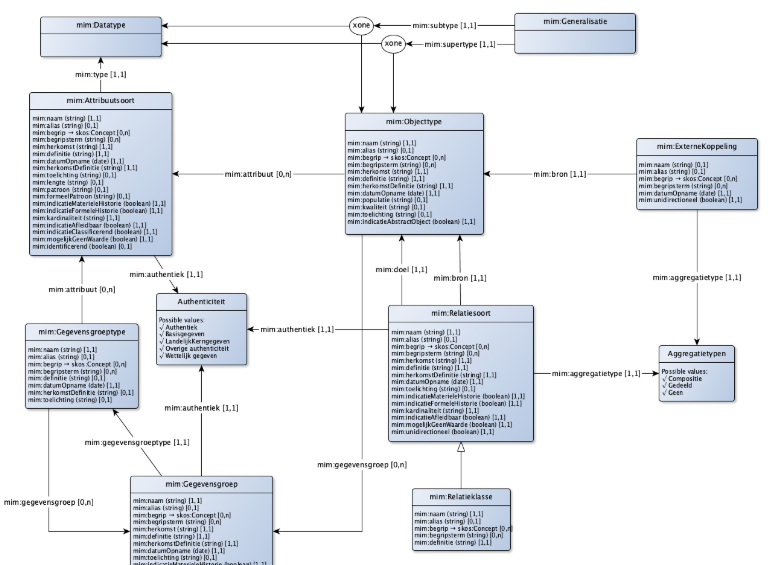 mim:Datatype
xone
mim:subtype [1,1]
mim:Generalisatie
xone
mim:supertype [1,1]
mim:type [1,1]
mim:Attribuutsoort
mim:naam (string) [1,1]
mim:alias (string) [0,1]
mim:begrip → skos:Concept [0,n]
mim:begripsterm (string) [0,n]
mim:herkomst (string) [1,1]
mim:definitie (string) [1,1]
mim:datumOpname (date) [1,1]
mim:herkomstDefinitie (string) [1,1]
mim:toelichting (string) [0,1]
mim:lengte (string) [0,1]
mim:patroon (string) [0,1]
mim:formeelPatroon (string) [0,1]
mim:indicatieMaterieleHistorie (boolean) [1,1]
mim:indicatieFormeleHistorie (boolean) [1,1]
mim:kardinaliteit (string) [1,1]
mim:indicatieAfleidbaar (boolean) [1,1]
mim:indicatieClassificerend (boolean) [1,1]
mim:mogelijkGeenWaarde (boolean) [1,1]
mim:identificerend (boolean) [0,1]
mim:Objecttype
mim:naam (string) [1,1]
mim:alias (string) [0,1]
mim:begrip → skos:Concept [0,n]
mim:begripsterm (string) [0,n]
mim:herkomst (string) [1,1]
mim:definitie (string) [1,1]
mim:herkomstDefinitie (string) [1,1]
mim:datumOpname (date) [1,1]
mim:populatie (string) [0,1]
mim:kwaliteit (string) [0,1]
mim:toelichting (string) [0,1]
mim:indicatieAbstractObject (boolean) [1,1]
mim:ExterneKoppeling
mim:naam (string) [1,1]
mim:alias (string) [0,1]
mim:begrip → skos:Concept [0,n]
mim:begripsterm (string) [0,n]
mim:datumOpname (date) [1,1]
mim:unidirectioneel (boolean) [1,1]
mim:attribuut [0,n]
mim:bron [1,1]
mim:authentiek [1,1]
mim:doel [1,1]
mim:bron [1,1]
mim:aggregatietype [1,1]
mim:attribuut [0,n]
Authenticiteit
Possible values:
√ Authentiek
√ Basisgegeven
√ LandelijkKerngegeven
√ Overige authenticiteit
√ Wettelijk gegeven
mim:authentiek [1,1]
mim:Relatiesoort
mim:naam (string) [1,1]
mim:alias (string) [0,1]
mim:begrip → skos:Concept [0,n]
mim:begripsterm (string) [0,n]
mim:herkomst (string) [1,1]
mim:definitie (string) [1,1]
mim:herkomstDefinitie (string) [1,1]
mim:datumOpname (date) [1,1]
mim:toelichting (string) [0,1]
mim:indicatieMaterieleHistorie (boolean) [1,1]
mim:indicatieFormeleHistorie (boolean) [1,1]
mim:kardinaliteit (string) [1,1]
mim:indicatieAfleidbaar (boolean) [1,1]
mim:mogelijkGeenWaarde (boolean) [1,1]
mim:unidirectioneel (boolean) [1,1]
mim:Gegevensgroeptype
mim:naam (string) [1,1]
mim:alias (string) [0,1]
mim:begrip → skos:Concept [0,n]
mim:begripsterm (string) [0,n]
mim:definitie (string) [0,1]
mim:datumOpname (date) [1,1]
mim:herkomstDefinitie (string) [1,1]
mim:toelichting (string) [0,1]
mim:aggregatietype [1,1]
Aggregatietypen
Possible values:
√ Compositie
√ Gedeeld
√ Geen
mim:authentiek [1,1]
mim:gegevensgroeptype [1,1]
mim:gegevensgroep [0,n]
mim:gegevensgroep [0,n]
mim:Gegevensgroep
mim:naam (string) [1,1]
mim:alias (string) [0,1]
mim:begrip → skos:Concept [0,n]
mim:begripsterm (string) [0,n]
mim:herkomst (string) [1,1]
mim:definitie (string) [1,1]
mim:herkomstDefinitie (string) [1,1]
mim:datumOpname (date) [1,1]
mim:toelichting (string) [0,1]
mim:indicatieMaterieleHistorie (boolean) [1,1]
mim:Relatieklasse
mim:naam (string) [1,1]
mim:alias (string) [0,1]
mim:begrip → skos:Concept [0,n]
mim:begripsterm (string) [0,n]
mim:definitie (string) [1,1]